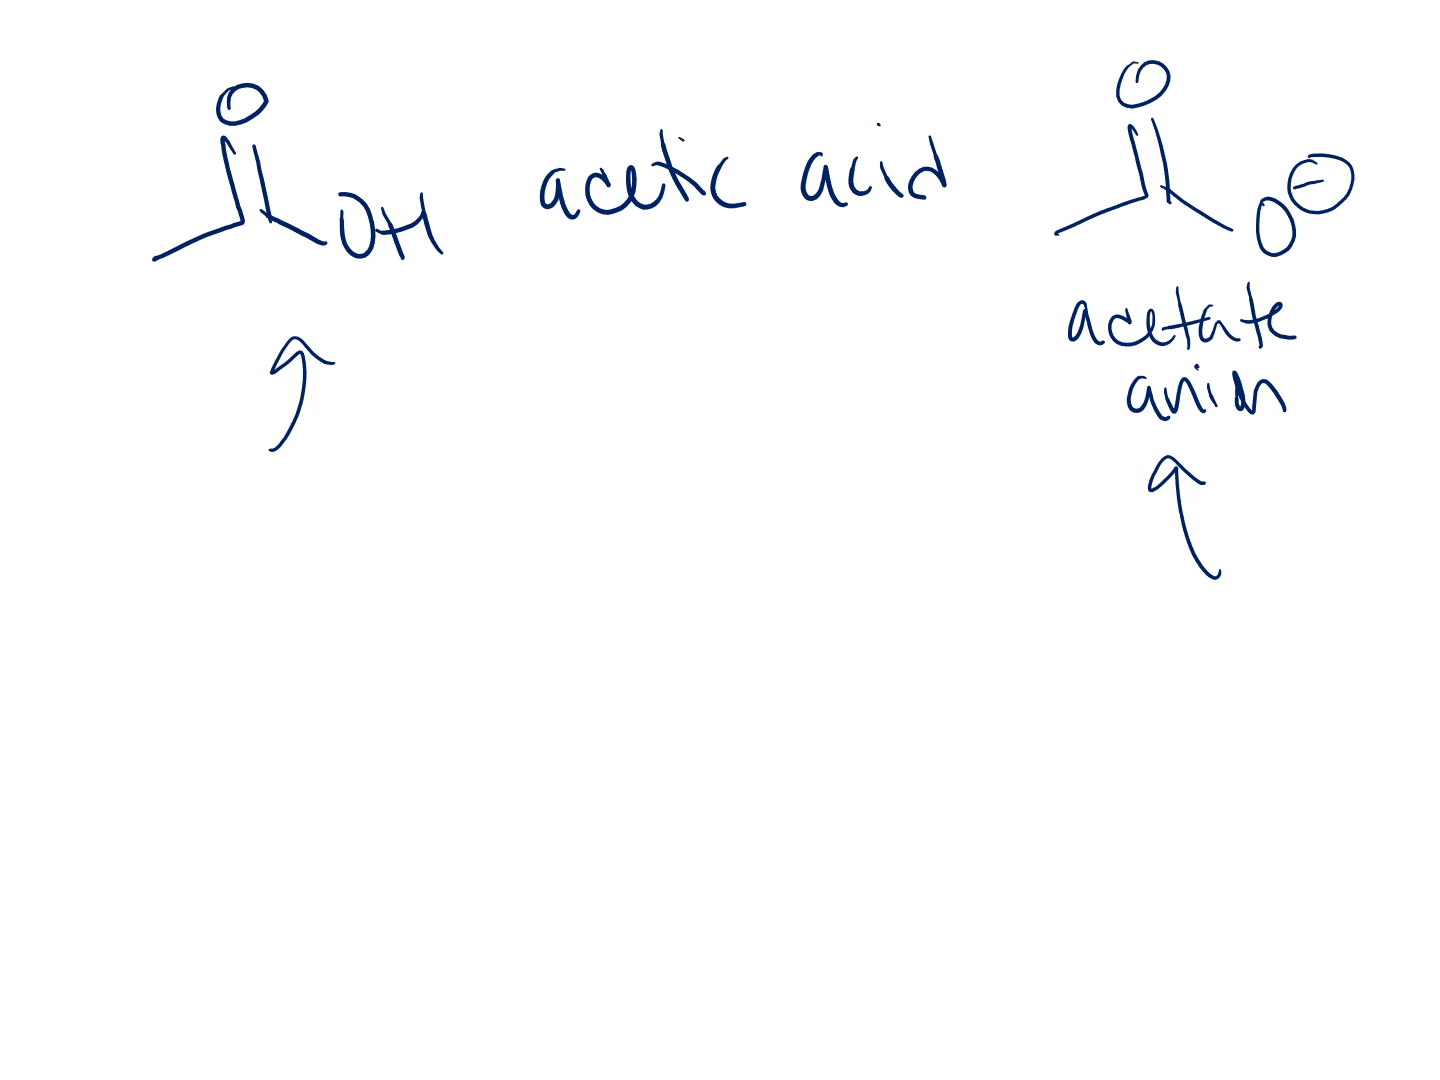 O
OH
acetic acid
O
O⊖
acetate
anion